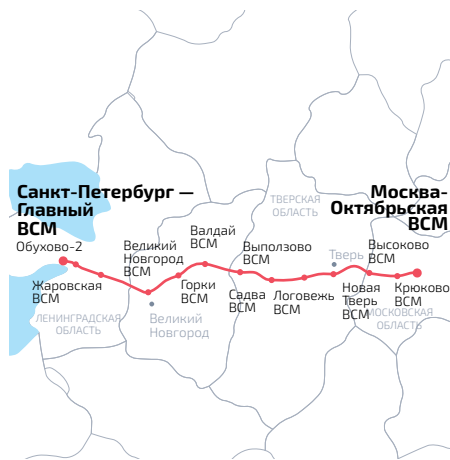 Санкт-Петербург —
Главный
ВСМ
Обухово-2
Жаровская
ВСМ
ЛЕНИНГРАДСКАЯ
ОБЛАСТЬ
Великий
Новгород
ВСМ
Великий
Новгород
Валдай
ВСМ
Горки
ВСМ
Выползово
ВСМ
Садва
ВСМ
Логовежь
ВСМ
ТВЕРСКАЯ
ОБЛАСТЬ
Тверь
Новая
Тверь
ВСМ
Москва-
Октябрьская
ВСМ
Высоково
ВСМ
Крюково
ВСМ
МОСКОВСКАЯ
ОБЛАСТЬ